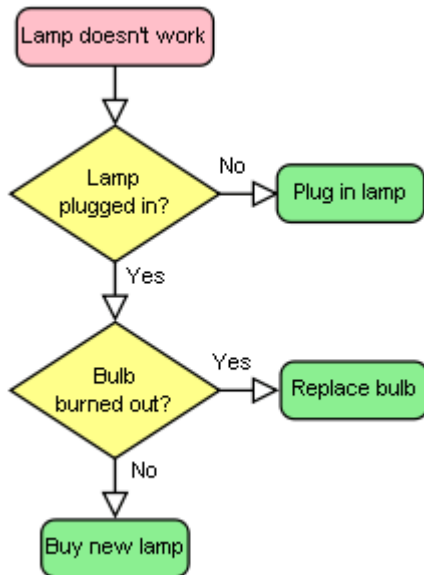 Lamp doesn't work
Lamp
plugged in?
No
Plug in lamp
Yes
Bulb
burned out?
Yes
Replace bulb
No
Buy new lamp